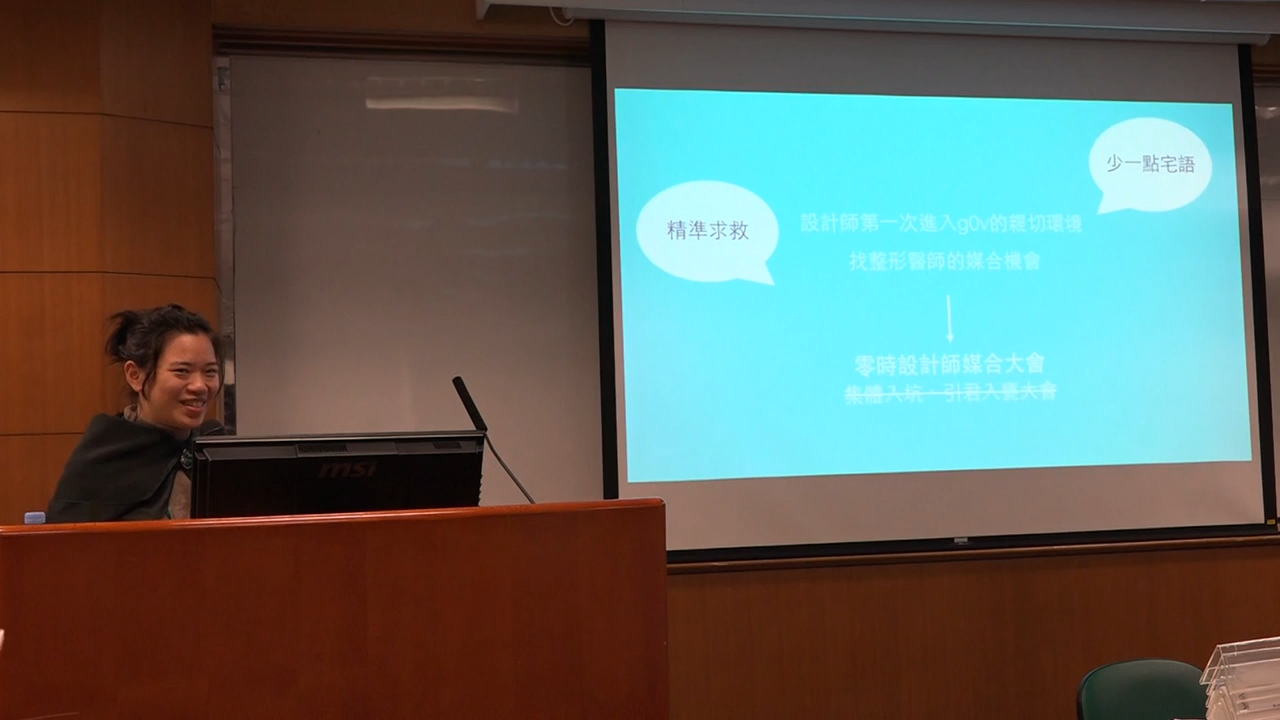 少一點宅語
精準求救
設計師第一次進入g0v的親切環境
找整形醫師的媒合機會
零時設計師媒合大會
集體入坑，引君入甕大會
msi